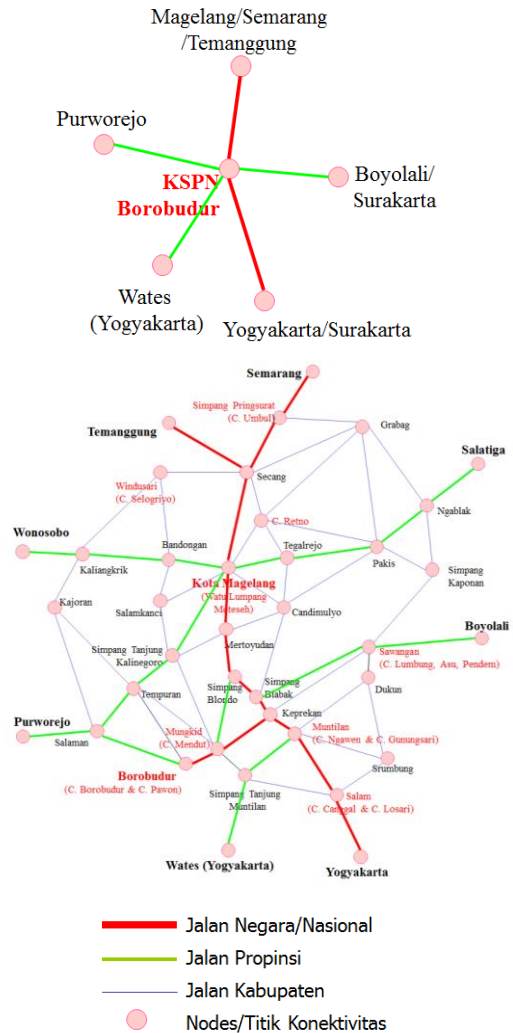 Magelang/Semarang
/Temanggung
Purworejo
KSPN
Borobudur
Boyolali/
Surakarta
Wates
(Yogyakarta)
Yogyakarta/Surakarta
Semarang
Simpang Pringsurat
(C. Umbul)
Temanggung
Grabag
Salatiga
Secang
Windusari
(C. Selogriyo)
C. Retno
Ngablak
Wonosobo
Bandongan
Tegalrejo
Pakis
Kaliangkrik
Simpang
Kaponan
Kota Magelang
(Watu Lumpang
Meteseh)
Kajoran
Salamkanci
Candimulyo
Boyolali
Mertoyudan
Simpang Tanjung
Kalinegoro
Sawangan
(C. Lumbung, Asu, Pendem)
Simpang
Blondo
Simpang
Blabak
Dukun
Tempuran
Purworejo
Salaman
Keprekan
Mungkid
(C. Mendut)
Muntilan
(C. Ngawen & C. Gunungsari)
Borobudur
(C. Borobudur & C. Pawon)
Srumbung
Simpang Tanjung
Muntilan
Salam
(C. Canggal & C. Losari)
Wates (Yogyakarta)
Yogyakarta
Jalan Negara/Nasional
Jalan Propinsi
Jalan Kabupaten
Nodes/Titik Konektivitas